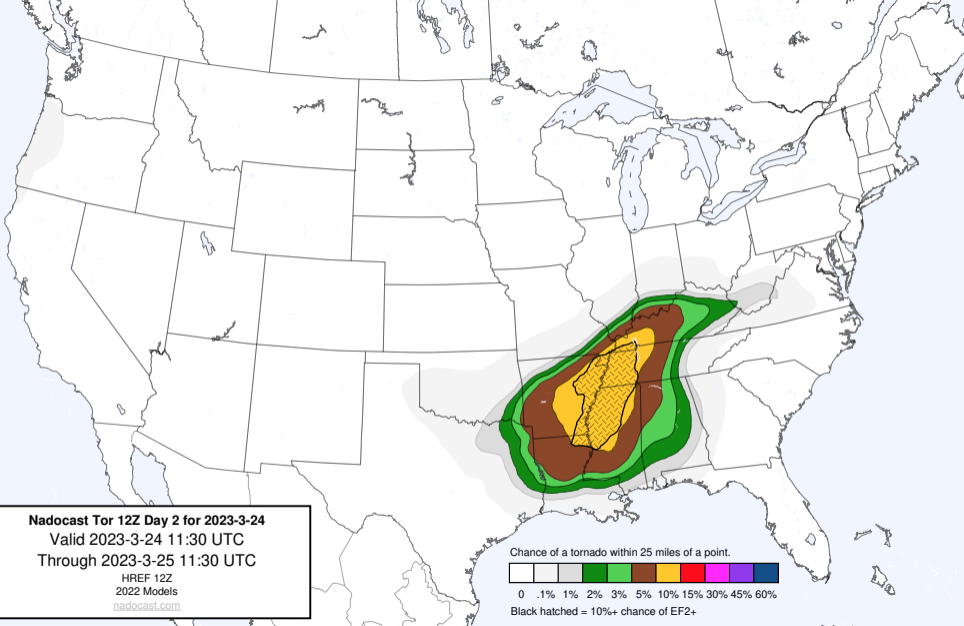 Nadocast Tor 12Z Day 2 for 2023-3-24
Valid 2023-3-24 11:30 UTC
Through 2023-3-25 11:30 UTC
HREF 12Z
2022 Models
nadocast.com
Chance of a tornado within 25 miles of a point.
0 .1% 1% 2% 3% 5% 10% 15% 30% 45% 60%
Black hatched = 10%+ chance of EF2+